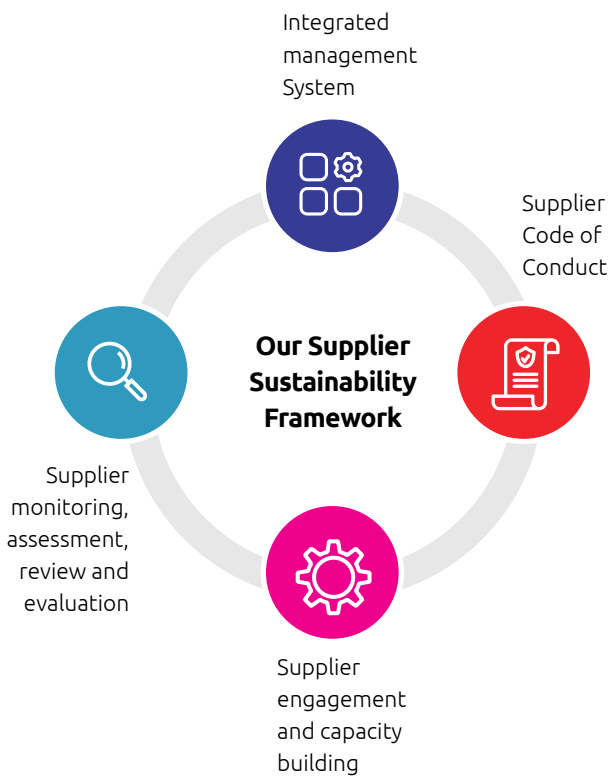 Integrated
management
System
Supplier
Code of
Conduct
Our Supplier
Sustainability
Framework
Supplier
monitoring,
assessment,
review and
evaluation
Supplier
engagement
and capacity
building